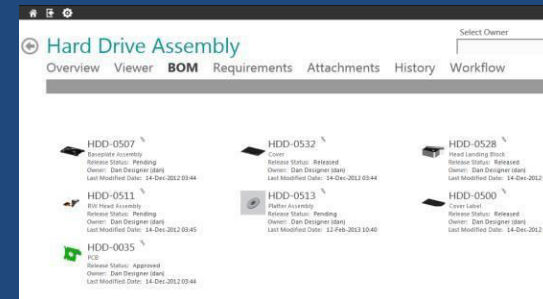 Select Owner
Hard Drive Assembly
Overview Viewer BOM Requirements Attachments History Workflow
HDD-0507
Baseplate Assembly
Release Status: Pending
Owner: Dan Designer (dan)
Last Modified Date: 14-Dec-2012 03:44
HDD-0532
Cover
Release Status: Released
Owner: Dan Designer (dan)
Last Modified Date: 14-Dec-2012 03:44
HDD-0528
Head Landing Block
Release Status: Released
Owner: Dan Designer (dan)
Last Modified Date: 14-Dec-2012
HDD-0511
RW Head Assembly
Release Status: Pending
Owner: Dan Designer (dan)
Last Modified Date: 14-Dec-2012 03:45
HDD-0513
Platter Assembly
Release Status: Pending
Owner: Dan Designer (dan)
Last Modified Date: 12-Feb-2013 10:40
HDD-0500
Cover Label
Release Status: Released
Owner: Dan Designer (dan)
Last Modified Date: 14-Dec-2012
HDD-0035
PCB
Release Status: Approved
Owner: Dan Designer (dan)
Last Modified Date: 14-Dec-2012 03:44